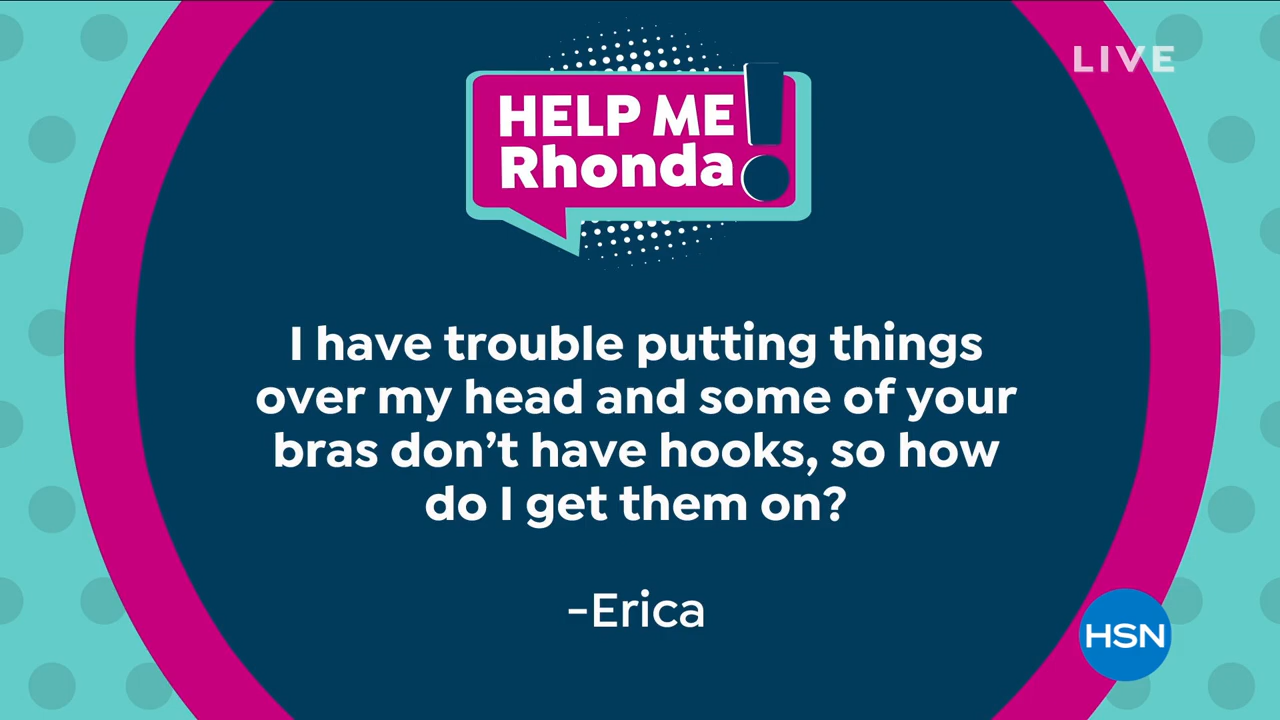 LIVE
HELP ME
Rhonda!
I have trouble putting things
over my head and some of your
bras don’t have hooks, so how
do I get them on?
-Erica
HSN